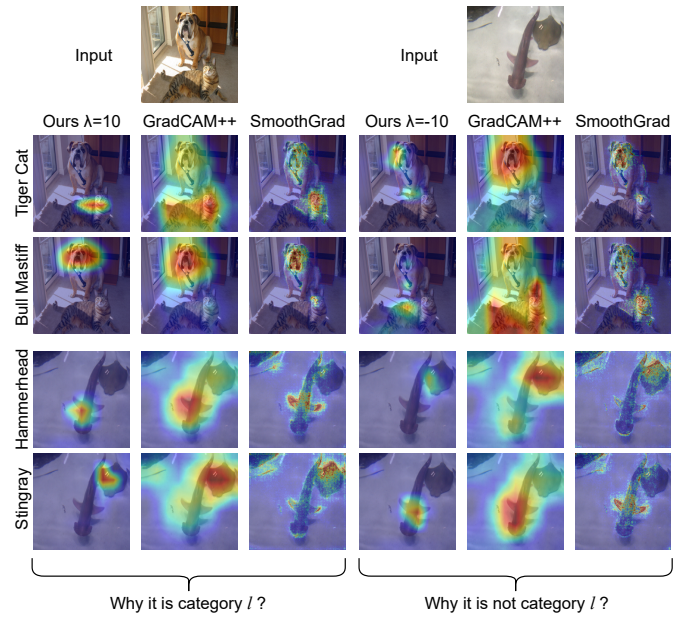 Input
Input
Ours λ=10 GradCAM++ SmoothGrad Ours λ=-10 GradCAM++ SmoothGrad
Tiger Cat
Bull Mastiff
Hammerhead
Stingray
Why it is category l ? Why it is not category l ?